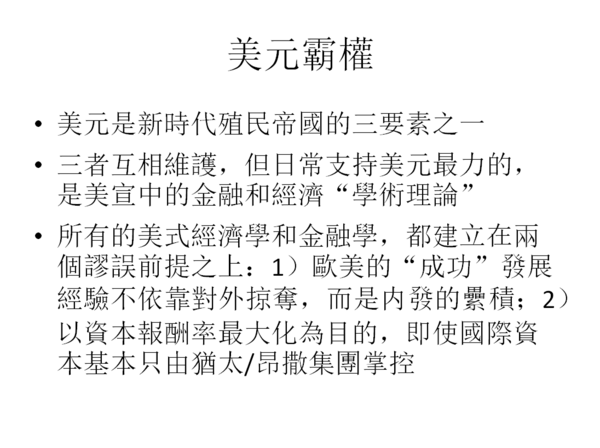 美元霸權
• 美元是新時代殖民帝國的三要素之一
• 三者互相維護，但日常支持美元最力的，
是美宣中的金融和經濟“學術理論”
• 所有的美式經濟學和金融學，都建立在兩
個謬誤前提之上：1）歐美的“成功”發展
經驗不依靠對外掠奪，而是内發的纍積；2）
以資本報酬率最大化為目的，即使國際資
本基本只由猶太/昂撒集團掌控